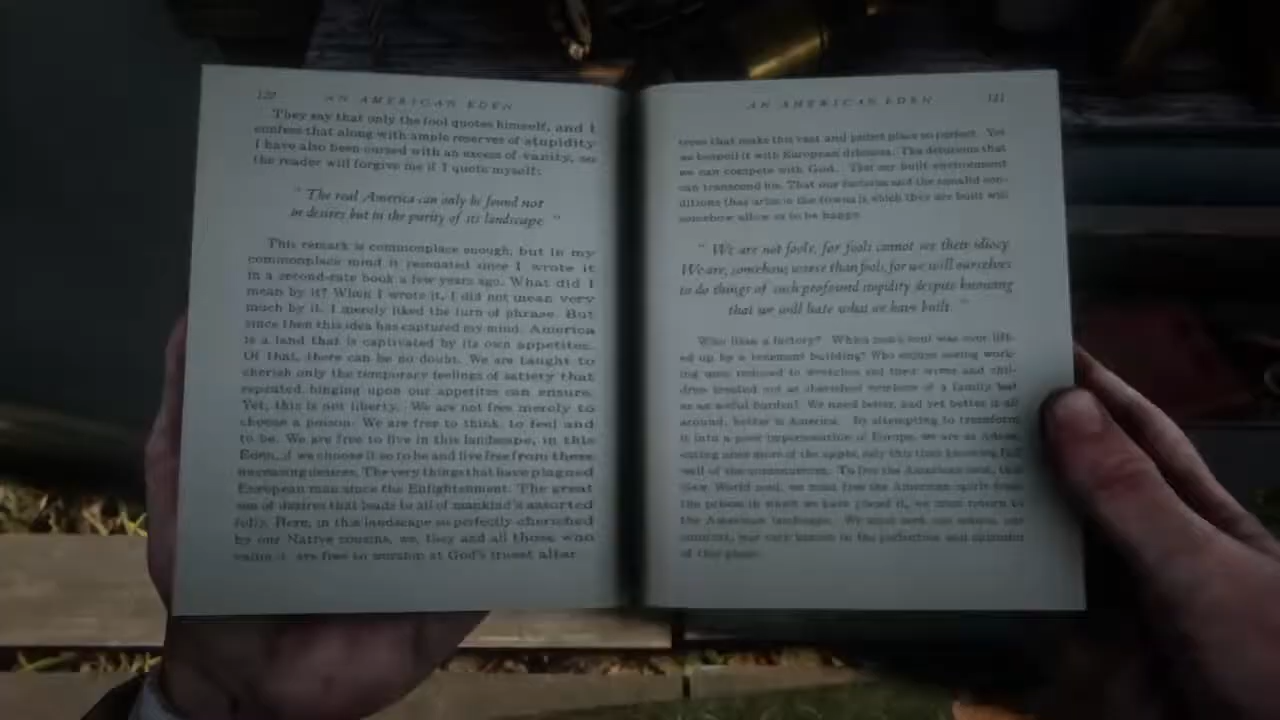 120 AN AMERICAN EDEN
They say that only the fool quotes himself, and I
confess that along with ample reserves of stupidity
I have also been cursed with an excess of vanity, so
the reader will forgive me if I quote myself:
" The real America can only be found not
in desires but in the purity of its landscape. "
This remark is commonplace enough, but in my
commonplace mind it resonated since I wrote it
in a second-rate book a few years ago. What did I
mean by it? When I wrote it, I did not mean very
much by it. I merely liked the turn of phrase. But
since then this idea has captured my mind. America
is a land that is captivated by its own appetites.
Of that, there can be no doubt. We are taught to
cherish only the temporary feelings of satiety that
repeated binging upon our appetites can ensure.
Yet, this is not liberty. We are not free merely to
choose a poison. We are free to think, to feel and
to be. We are free to live in this landscape, in this
Eden, if we choose it so to be and live free from these
increasing desires. The very things that have plagued
European man since the Enlightenment. The great
sea of desires that leads to all of mankind's assorted
folly. Here, in this landscape so perfectly cherished
by our Native cousins, we, they and all those who
value it are free to worship at God's truest altar
AN AMERICAN EDEN 121
trees that make this vast and perfect place so perfect. Yet
we despoil it with European dribness. The delusions that
we can compete with God. That our built environment
can transcend his. That our factories and the squalid con-
ditions that arise in the towns in which they are built will
somehow allow us to be happy.
" We are not fools, for fools cannot see their idiocy.
We are, somehow, worse than fools, for we will ourselves
to do things of such profound stupidity despite knowing
that we will hate what we have built. "
Who likes a factory? When man's soul was ever lift-
ed up by a tenement building? Who enjoys seeing work-
ing men reduced to wretches and their wives and chil-
dren treated not as cherished members of a family but
as an awful burden? We need better, and yet better is all
around, better is America. By attempting to transform
it into a poor impersonation of Europe, we are as Adam,
eating once more of the apple, only this time knowing full
well of the consequences. To free the American soul, this
New World soul, we must free the American spirit from
the prison in which we have placed it, we must return to
the American landscape. We must seek our solace, our
comfort, our very
of this place.